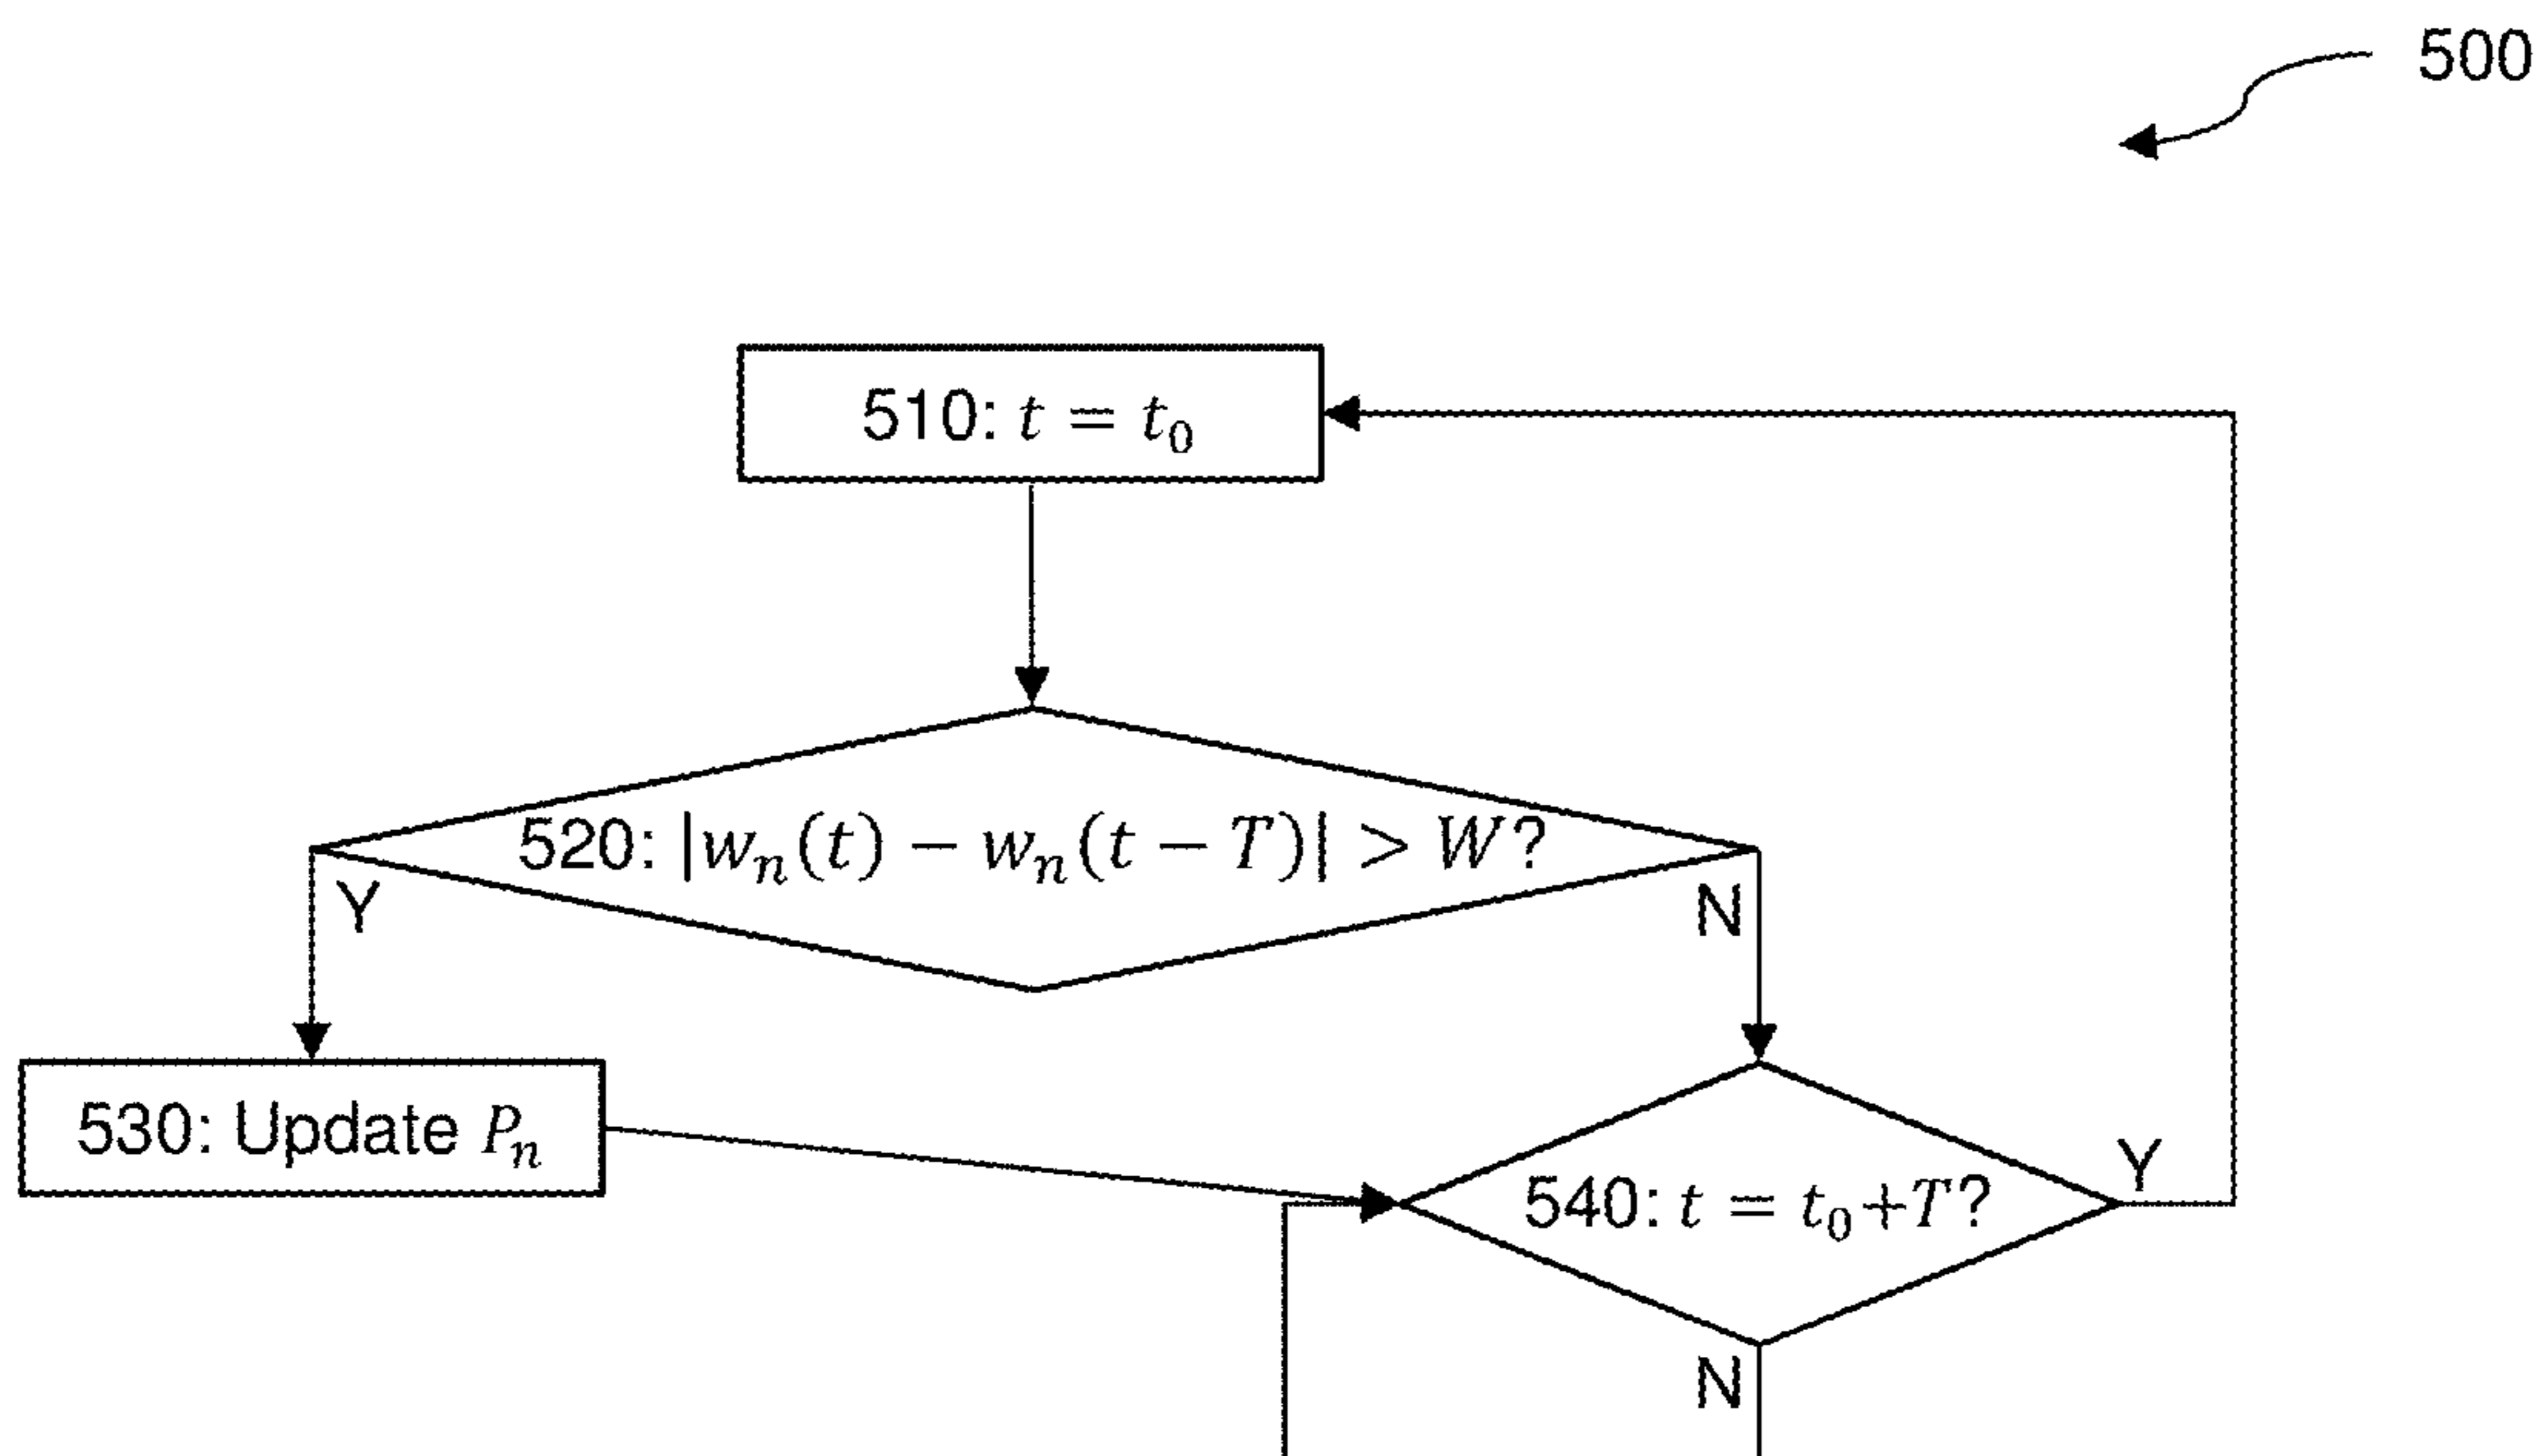 500
510: t = t₀
520: |wₙ(t) − wₙ(t − T)| > W?
Y
N
530: Update Pₙ
540: t = t₀+T?
Y
N